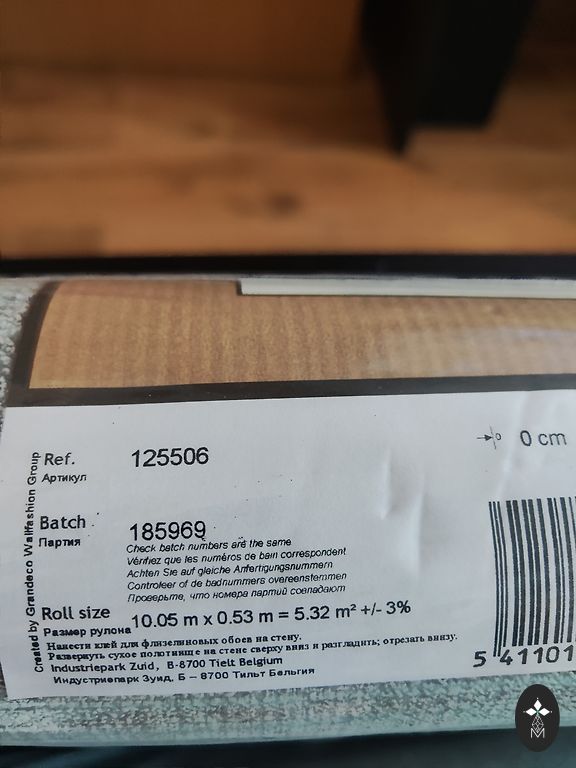 Ref. 125506
Артикул
0 cm
Batch 185969
Партия
Check batch numbers are the same
Vérifiez que les numéros de bain correspondent
Achten Sie auf gleiche Anfertigungsnummern
Controleer of de badnummers overeenstemmen
Проверьте, что номера партий совпадают
Roll size 10.05 m x 0.53 m = 5.32 m² +/- 3%
Размер рулона
Нанести клей для флизелиновых обоев на стену.
Развернуть сухое полотнище на стене сверху вниз и разгладить; отрезать внизу.
Industriepark Zuid, B-8700 Tielt Belgium
Индустриепарк Зуид, Б – 8700 Тильт Бельгия
Created by Grandeco Wallfashion Group
5 41101
M